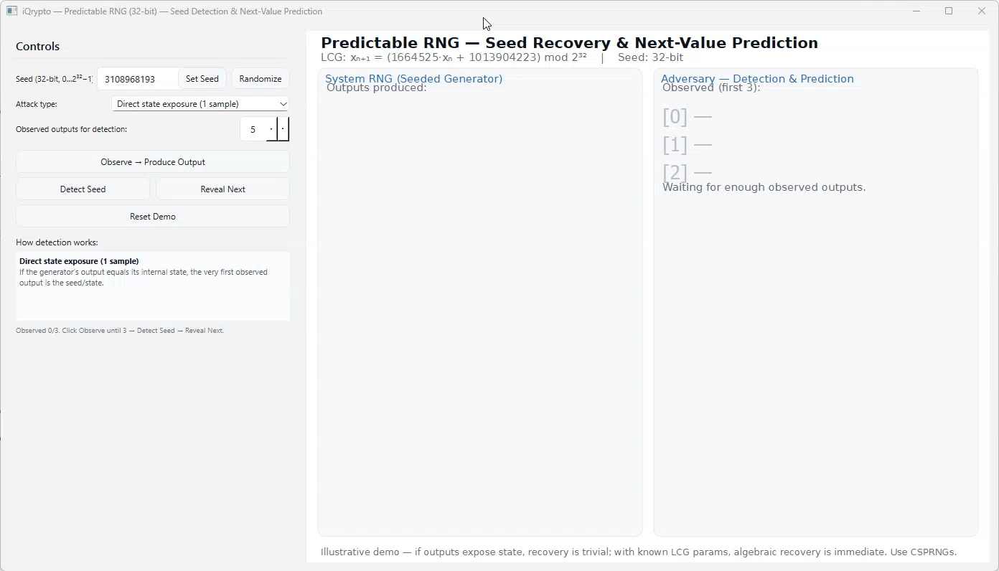 iQrypto — Predictable RNG (32-bit) — Seed Detection & Next-Value Prediction
Controls
Seed (32-bit, 0...2³²−1)
3108968193
Set Seed
Randomize
Attack type:
Direct state exposure (1 sample)
Observed outputs for detection:
5
Observe → Produce Output
Detect Seed
Reveal Next
Reset Demo
How detection works:
Direct state exposure (1 sample)
If the generator's output equals its internal state, the very first observed
output is the seed/state.
Observed 0/3. Click Observe until 3 → Detect Seed → Reveal Next.
Predictable RNG — Seed Recovery & Next-Value Prediction
LCG: xₙ₊₁ = (1664525·xₙ + 1013904223) mod 2³² | Seed: 32-bit
System RNG (Seeded Generator)
Outputs produced:
Adversary — Detection & Prediction
Observed (first 3):
[0] —
[1] —
[2] —
Waiting for enough observed outputs.
Illustrative demo — if outputs expose state, recovery is trivial; with known LCG params, algebraic recovery is immediate. Use CSPRNGs.